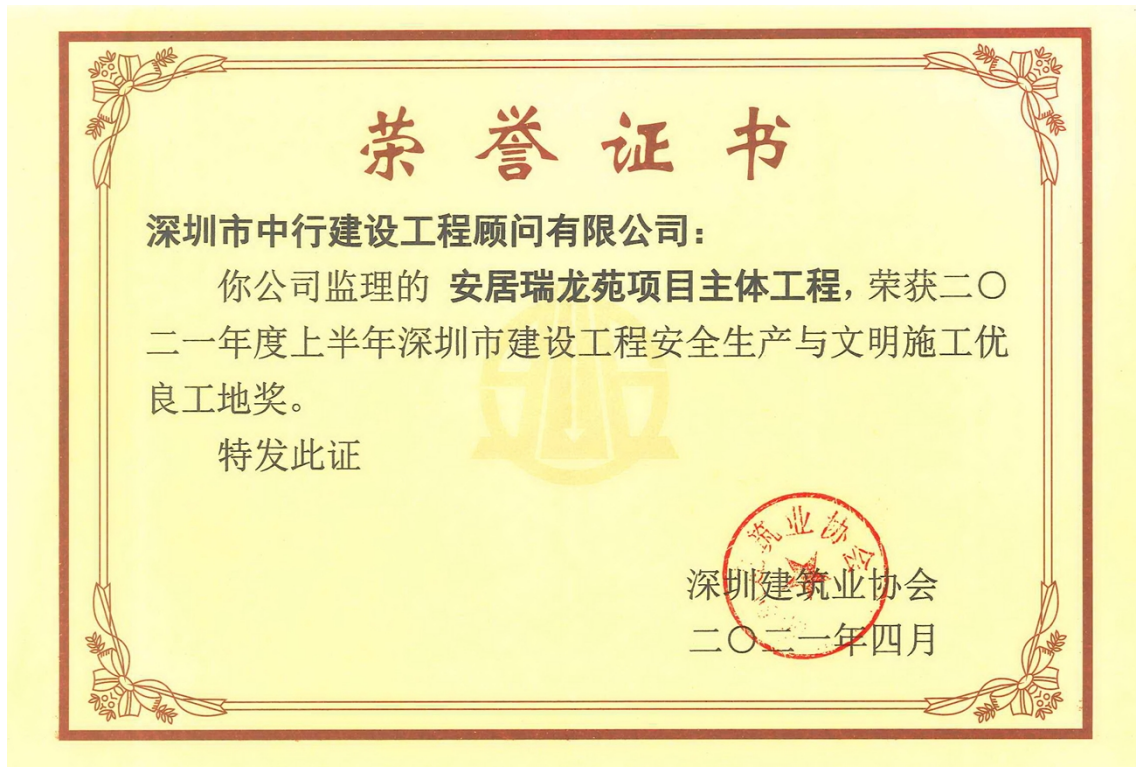 荣誉证书
深圳市中行建设工程顾问有限公司：
你公司监理的 安居瑞龙苑项目主体工程，荣获二〇
二一年度上半年深圳市建设工程安全生产与文明施工优
良工地奖。
特发此证
筑业协会
深圳建筑业协会
二〇二一年四月